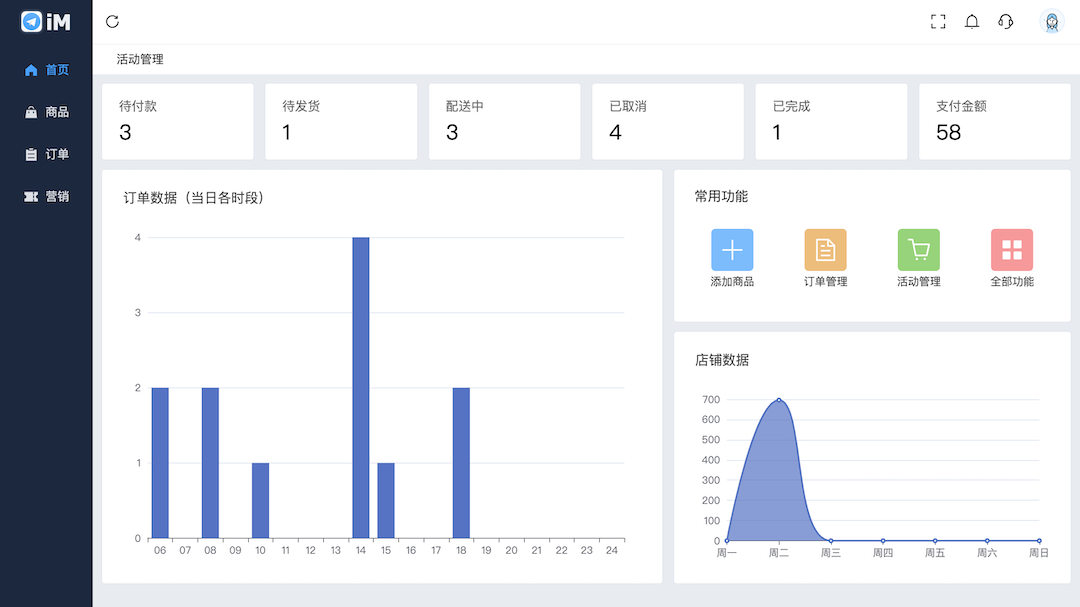 iM
首页
商品
订单
营销
活动管理
待付款
3
待发货
1
配送中
3
已取消
4
已完成
1
支付金额
58
订单数据（当日各时段）
4
3
2
1
0
06 07 08 09 10 11 12 13 14 15 16 17 18 19 20 21 22 23 24
常用功能
添加商品 订单管理 活动管理 全部功能
店铺数据
700
600
500
400
300
200
100
0
周一 周二 周三 周四 周五 周六 周日